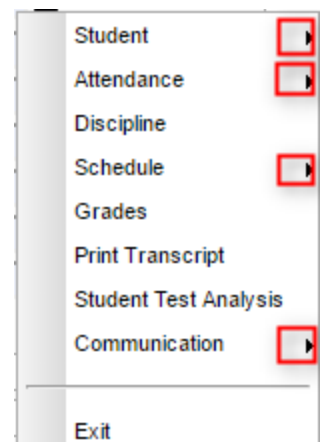 Student
Attendance
Discipline
Schedule
Grades
Print Transcript
Student Test Analysis
Communication
Exit